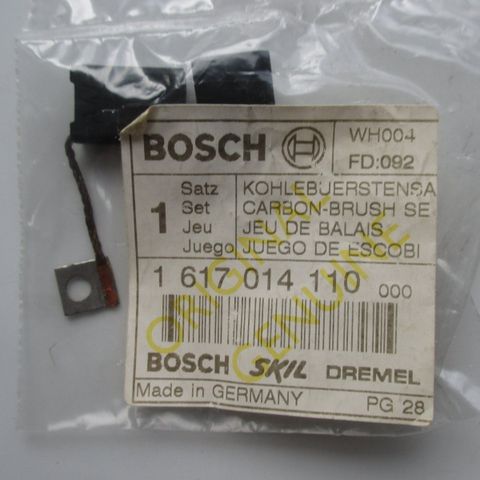 BOSCH WH004
FD:092
1 Satz KOHLEBUERSTENSA
Set CARBON-BRUSH SE
Jeu JEU DE BALAIS
Juego JUEGO DE ESCOBI
1 617 014 110 000
ORIGINAL
GENUINE
BOSCH SKIL DREMEL
Made in GERMANY PG 28